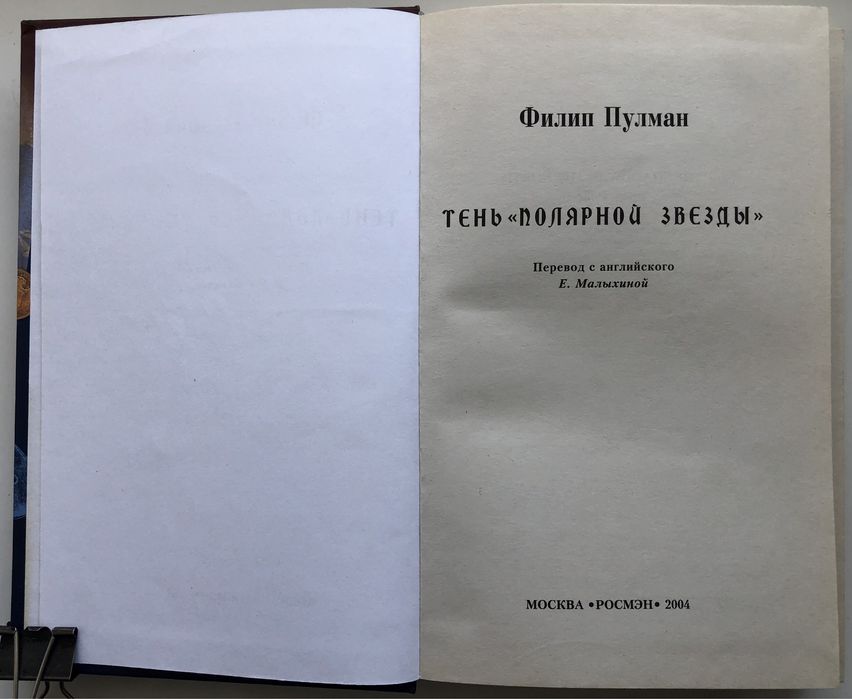 Филип Пулман
ТЕНЬ «ПОЛЯРНОЙ ЗВЕЗДЫ»
Перевод с английского
Е. Малыхиной
МОСКВА •РОСМЭН• 2004